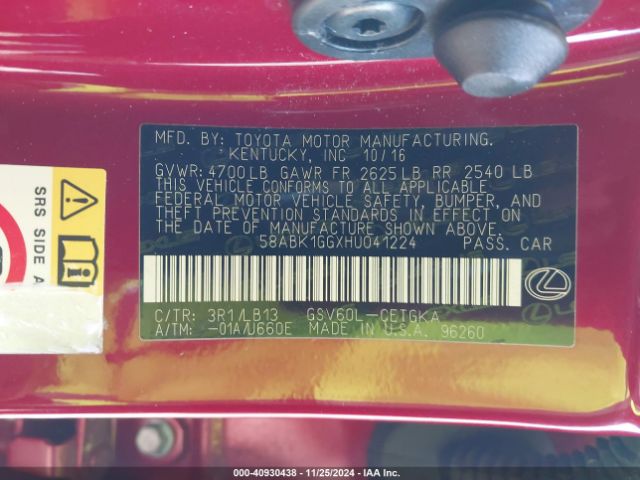 MFD. BY: TOYOTA MOTOR MANUFACTURING,
KENTUCKY, INC 10/16
GVWR: 4700LB GAWR FR 2625LB RR 2540 LB
THIS VEHICLE CONFORMS TO ALL APPLICABLE
FEDERAL MOTOR VEHICLE SAFETY, BUMPER, AND
THEFT PREVENTION STANDARDS IN EFFECT ON
THE DATE OF MANUFACTURE SHOWN ABOVE.
58ABK1GGXHU041224 PASS. CAR
C/TR: 3R1/LB13 GSV60L-CETGKA
A/TM: -01A/U660E MADE IN U.S.A. 96260
SRS SIDE
000-40930438 - 11/25/2024 - IAA Inc.